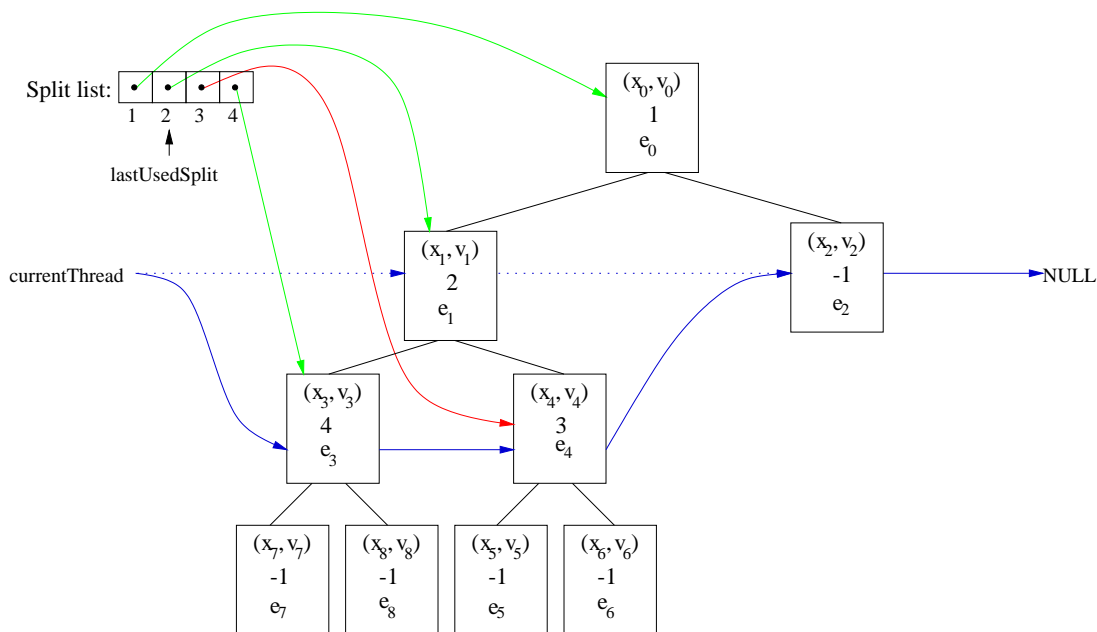 Split list:
1 2 3 4
lastUsedSplit
(x₀, v₀)
1
e₀
currentThread
(x₁, v₁)
2
e₁
(x₂, v₂)
-1
e₂
NULL
(x₃, v₃)
4
e₃
(x₄, v₄)
3
e₄
(x₇, v₇)
-1
e₇
(x₈, v₈)
-1
e₈
(x₅, v₅)
-1
e₅
(x₆, v₆)
-1
e₆